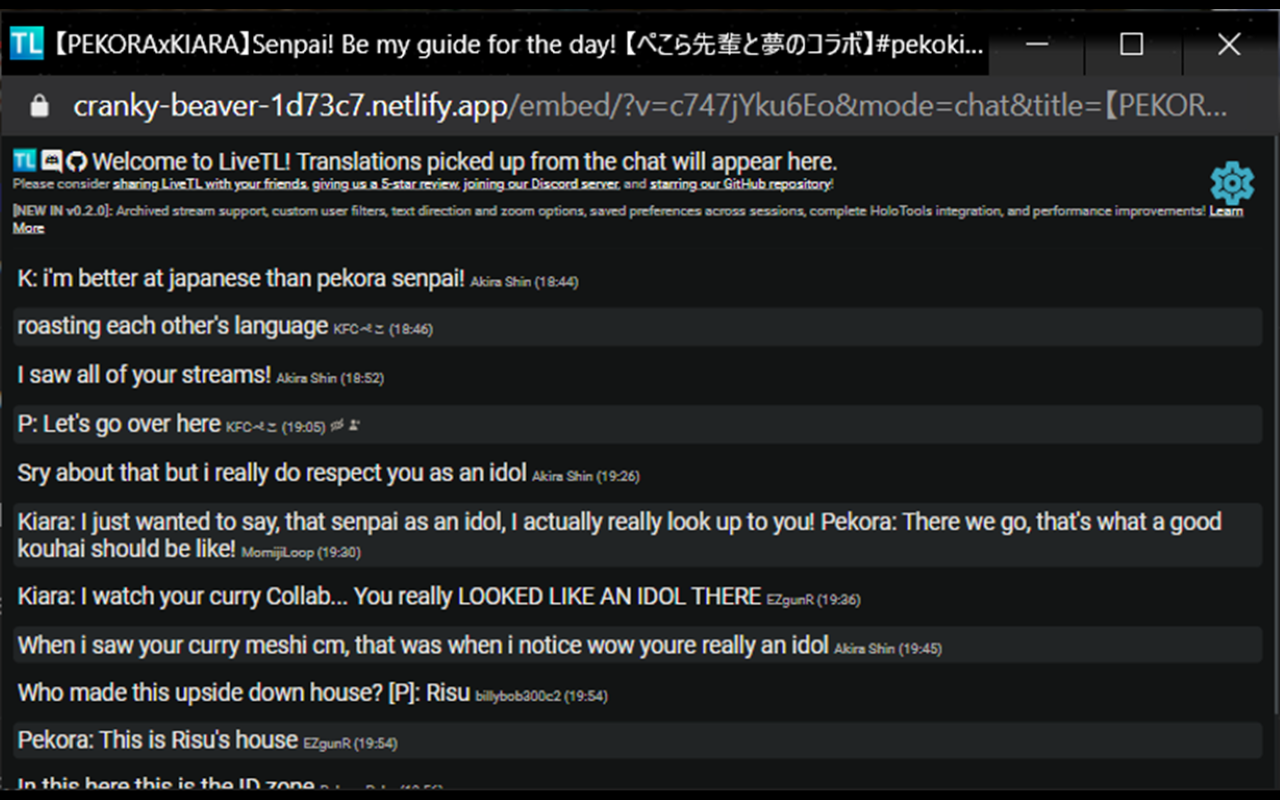 TL 【PEKORAxKIARA】Senpai! Be my guide for the day! 【ぺこら先輩と夢のコラボ】#pekoki...
cranky-beaver-1d73c7.netlify.app/embed/?v=c747jYku6Eo&mode=chat&title=【PEKOR...
TL Welcome to LiveTL! Translations picked up from the chat will appear here.
Please consider sharing LiveTL with your friends, giving us a 5-star review, joining our Discord server, and starring our GitHub repository!
[NEW IN v0.2.0]: Archived stream support, custom user filters, text direction and zoom options, saved preferences across sessions, complete HoloTools integration, and performance improvements! Learn
More
K: i'm better at japanese than pekora senpai! Akira Shin (18:44)
roasting each other's language KFCぺこ (18:46)
I saw all of your streams! Akira Shin (18:52)
P: Let's go over here KFCぺこ (19:05)
Sry about that but i really do respect you as an idol Akira Shin (19:26)
Kiara: I just wanted to say, that senpai as an idol, I actually really look up to you! Pekora: There we go, that's what a good
kouhai should be like! MomijiLoop (19:30)
Kiara: I watch your curry Collab... You really LOOKED LIKE AN IDOL THERE EZgunR (19:36)
When i saw your curry meshi cm, that was when i notice wow youre really an idol Akira Shin (19:45)
Who made this upside down house? [P]: Risu billybob300c2 (19:54)
Pekora: This is Risu's house EZgunR (19:54)
In this here this is the ID zone